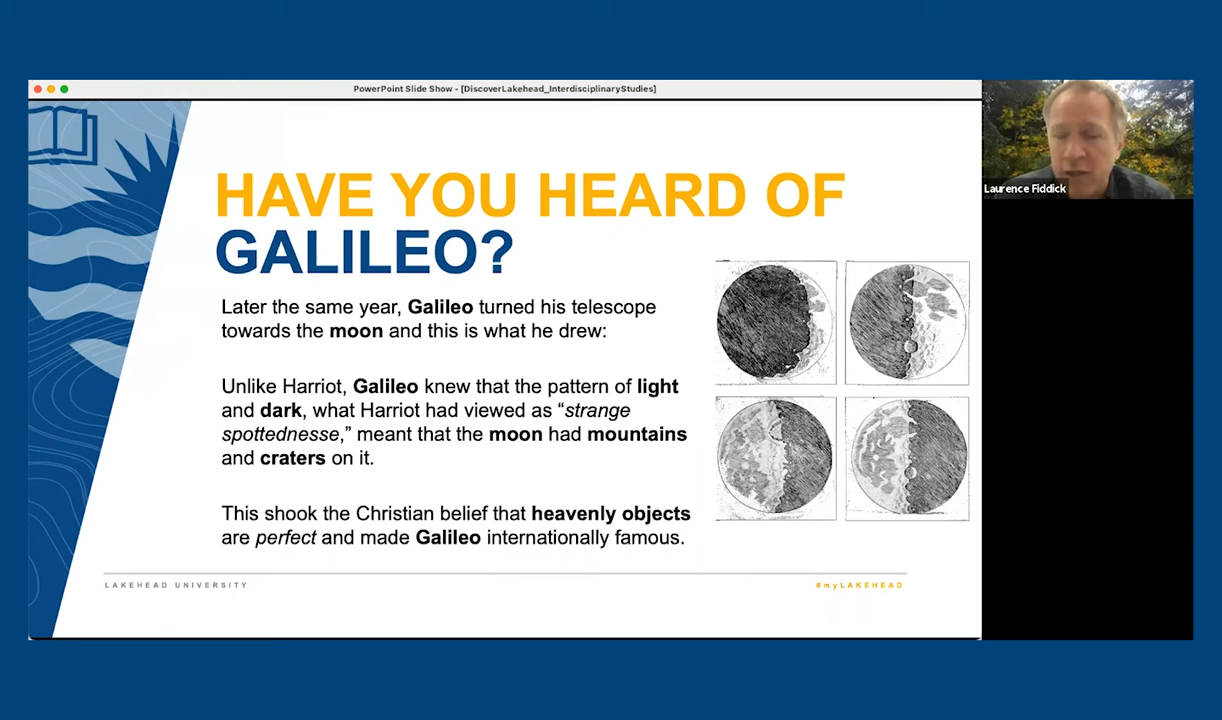 PowerPoint Slide Show - [DiscoverLakehead_InterdisciplinaryStudies]
Laurence Fiddick
HAVE YOU HEARD OF
GALILEO?
Later the same year, Galileo turned his telescope
towards the moon and this is what he drew:
Unlike Harriot, Galileo knew that the pattern of light
and dark, what Harriot had viewed as “strange
spottednesse,” meant that the moon had mountains
and craters on it.
This shook the Christian belief that heavenly objects
are perfect and made Galileo internationally famous.
LAKEHEAD UNIVERSITY
#myLAKEHEAD